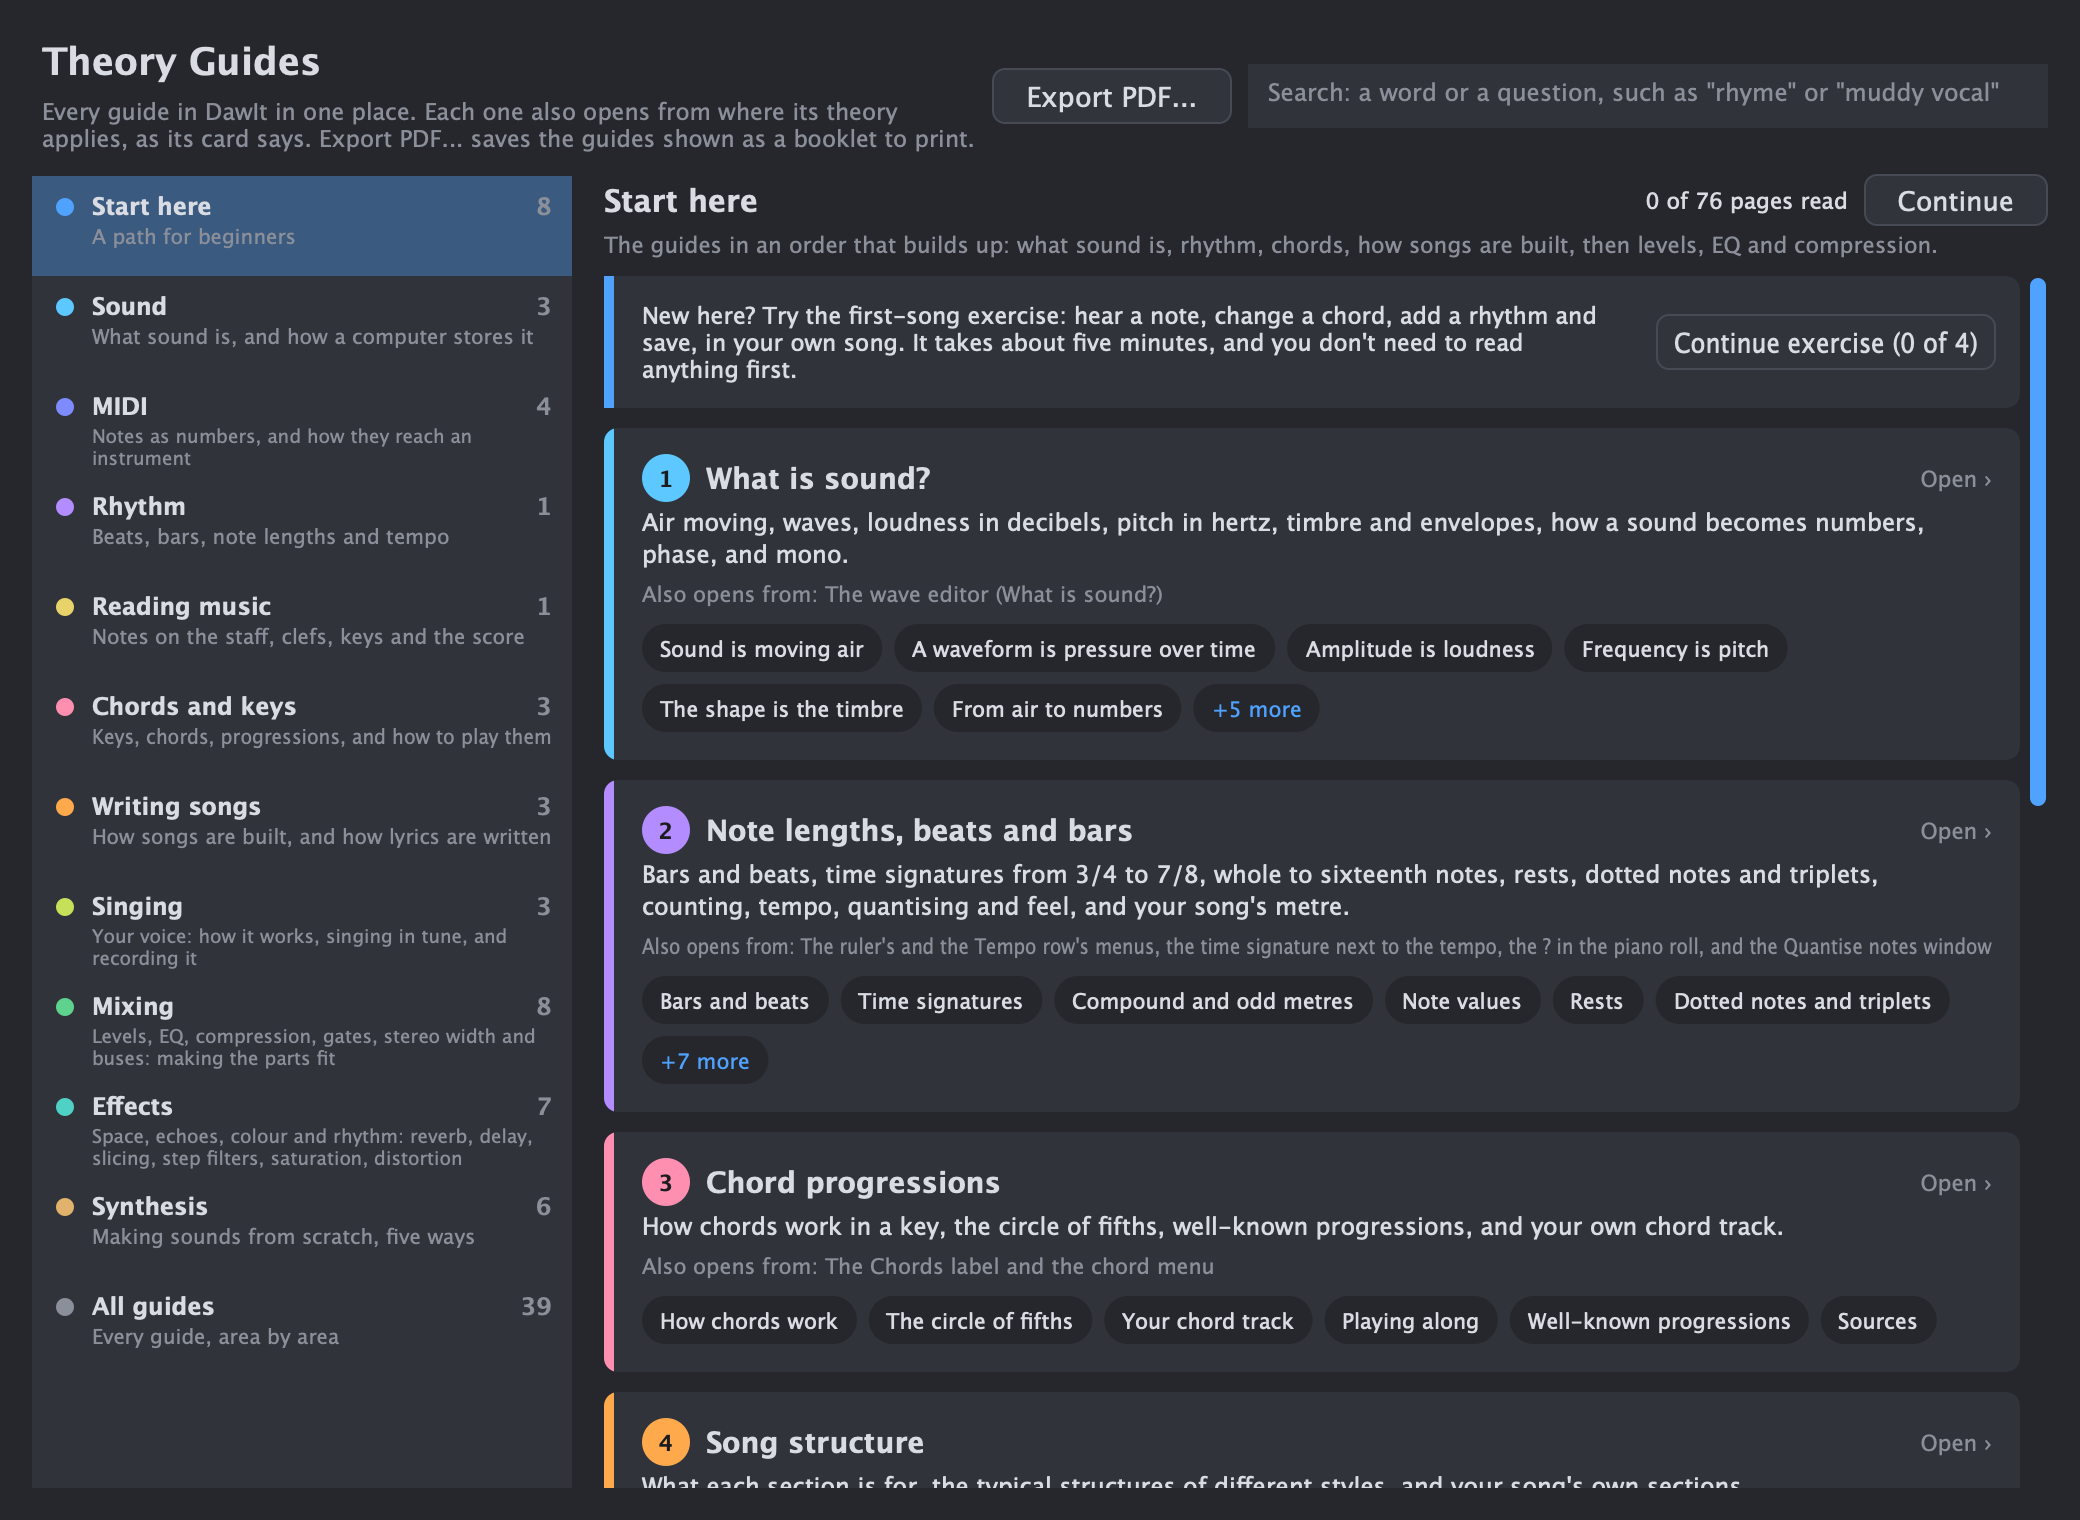 Theory Guides
Every guide in DawIt in one place. Each one also opens from where its theory
applies, as its card says. Export PDF... saves the guides shown as a booklet to print.
Export PDF...
Search: a word or a question, such as "rhyme" or "muddy vocal"
Start here 8
A path for beginners
Sound 3
What sound is, and how a computer stores it
MIDI 4
Notes as numbers, and how they reach an
instrument
Rhythm 1
Beats, bars, note lengths and tempo
Reading music 1
Notes on the staff, clefs, keys and the score
Chords and keys 3
Keys, chords, progressions, and how to play them
Writing songs 3
How songs are built, and how lyrics are written
Singing 3
Your voice: how it works, singing in tune, and
recording it
Mixing 8
Levels, EQ, compression, gates, stereo width and
buses: making the parts fit
Effects 7
Space, echoes, colour and rhythm: reverb, delay,
slicing, step filters, saturation, distortion
Synthesis 6
Making sounds from scratch, five ways
All guides 39
Every guide, area by area
Start here
0 of 76 pages read
Continue
The guides in an order that builds up: what sound is, rhythm, chords, how songs are built, then levels, EQ and compression.
New here? Try the first-song exercise: hear a note, change a chord, add a rhythm and
save, in your own song. It takes about five minutes, and you don't need to read
anything first.
Continue exercise (0 of 4)
1 What is sound? Open ›
Air moving, waves, loudness in decibels, pitch in hertz, timbre and envelopes, how a sound becomes numbers,
phase, and mono.
Also opens from: The wave editor (What is sound?)
Sound is moving air A waveform is pressure over time Amplitude is loudness Frequency is pitch
The shape is the timbre From air to numbers +5 more
2 Note lengths, beats and bars Open ›
Bars and beats, time signatures from 3/4 to 7/8, whole to sixteenth notes, rests, dotted notes and triplets,
counting, tempo, quantising and feel, and your song's metre.
Also opens from: The ruler's and the Tempo row's menus, the time signature next to the tempo, the ? in the piano roll, and the Quantise notes window
Bars and beats Time signatures Compound and odd metres Note values Rests Dotted notes and triplets
+7 more
3 Chord progressions Open ›
How chords work in a key, the circle of fifths, well-known progressions, and your own chord track.
Also opens from: The Chords label and the chord menu
How chords work The circle of fifths Your chord track Playing along Well-known progressions Sources
4 Song structure Open ›
What each section is for, the typical structures of different styles, and your song's own sections.